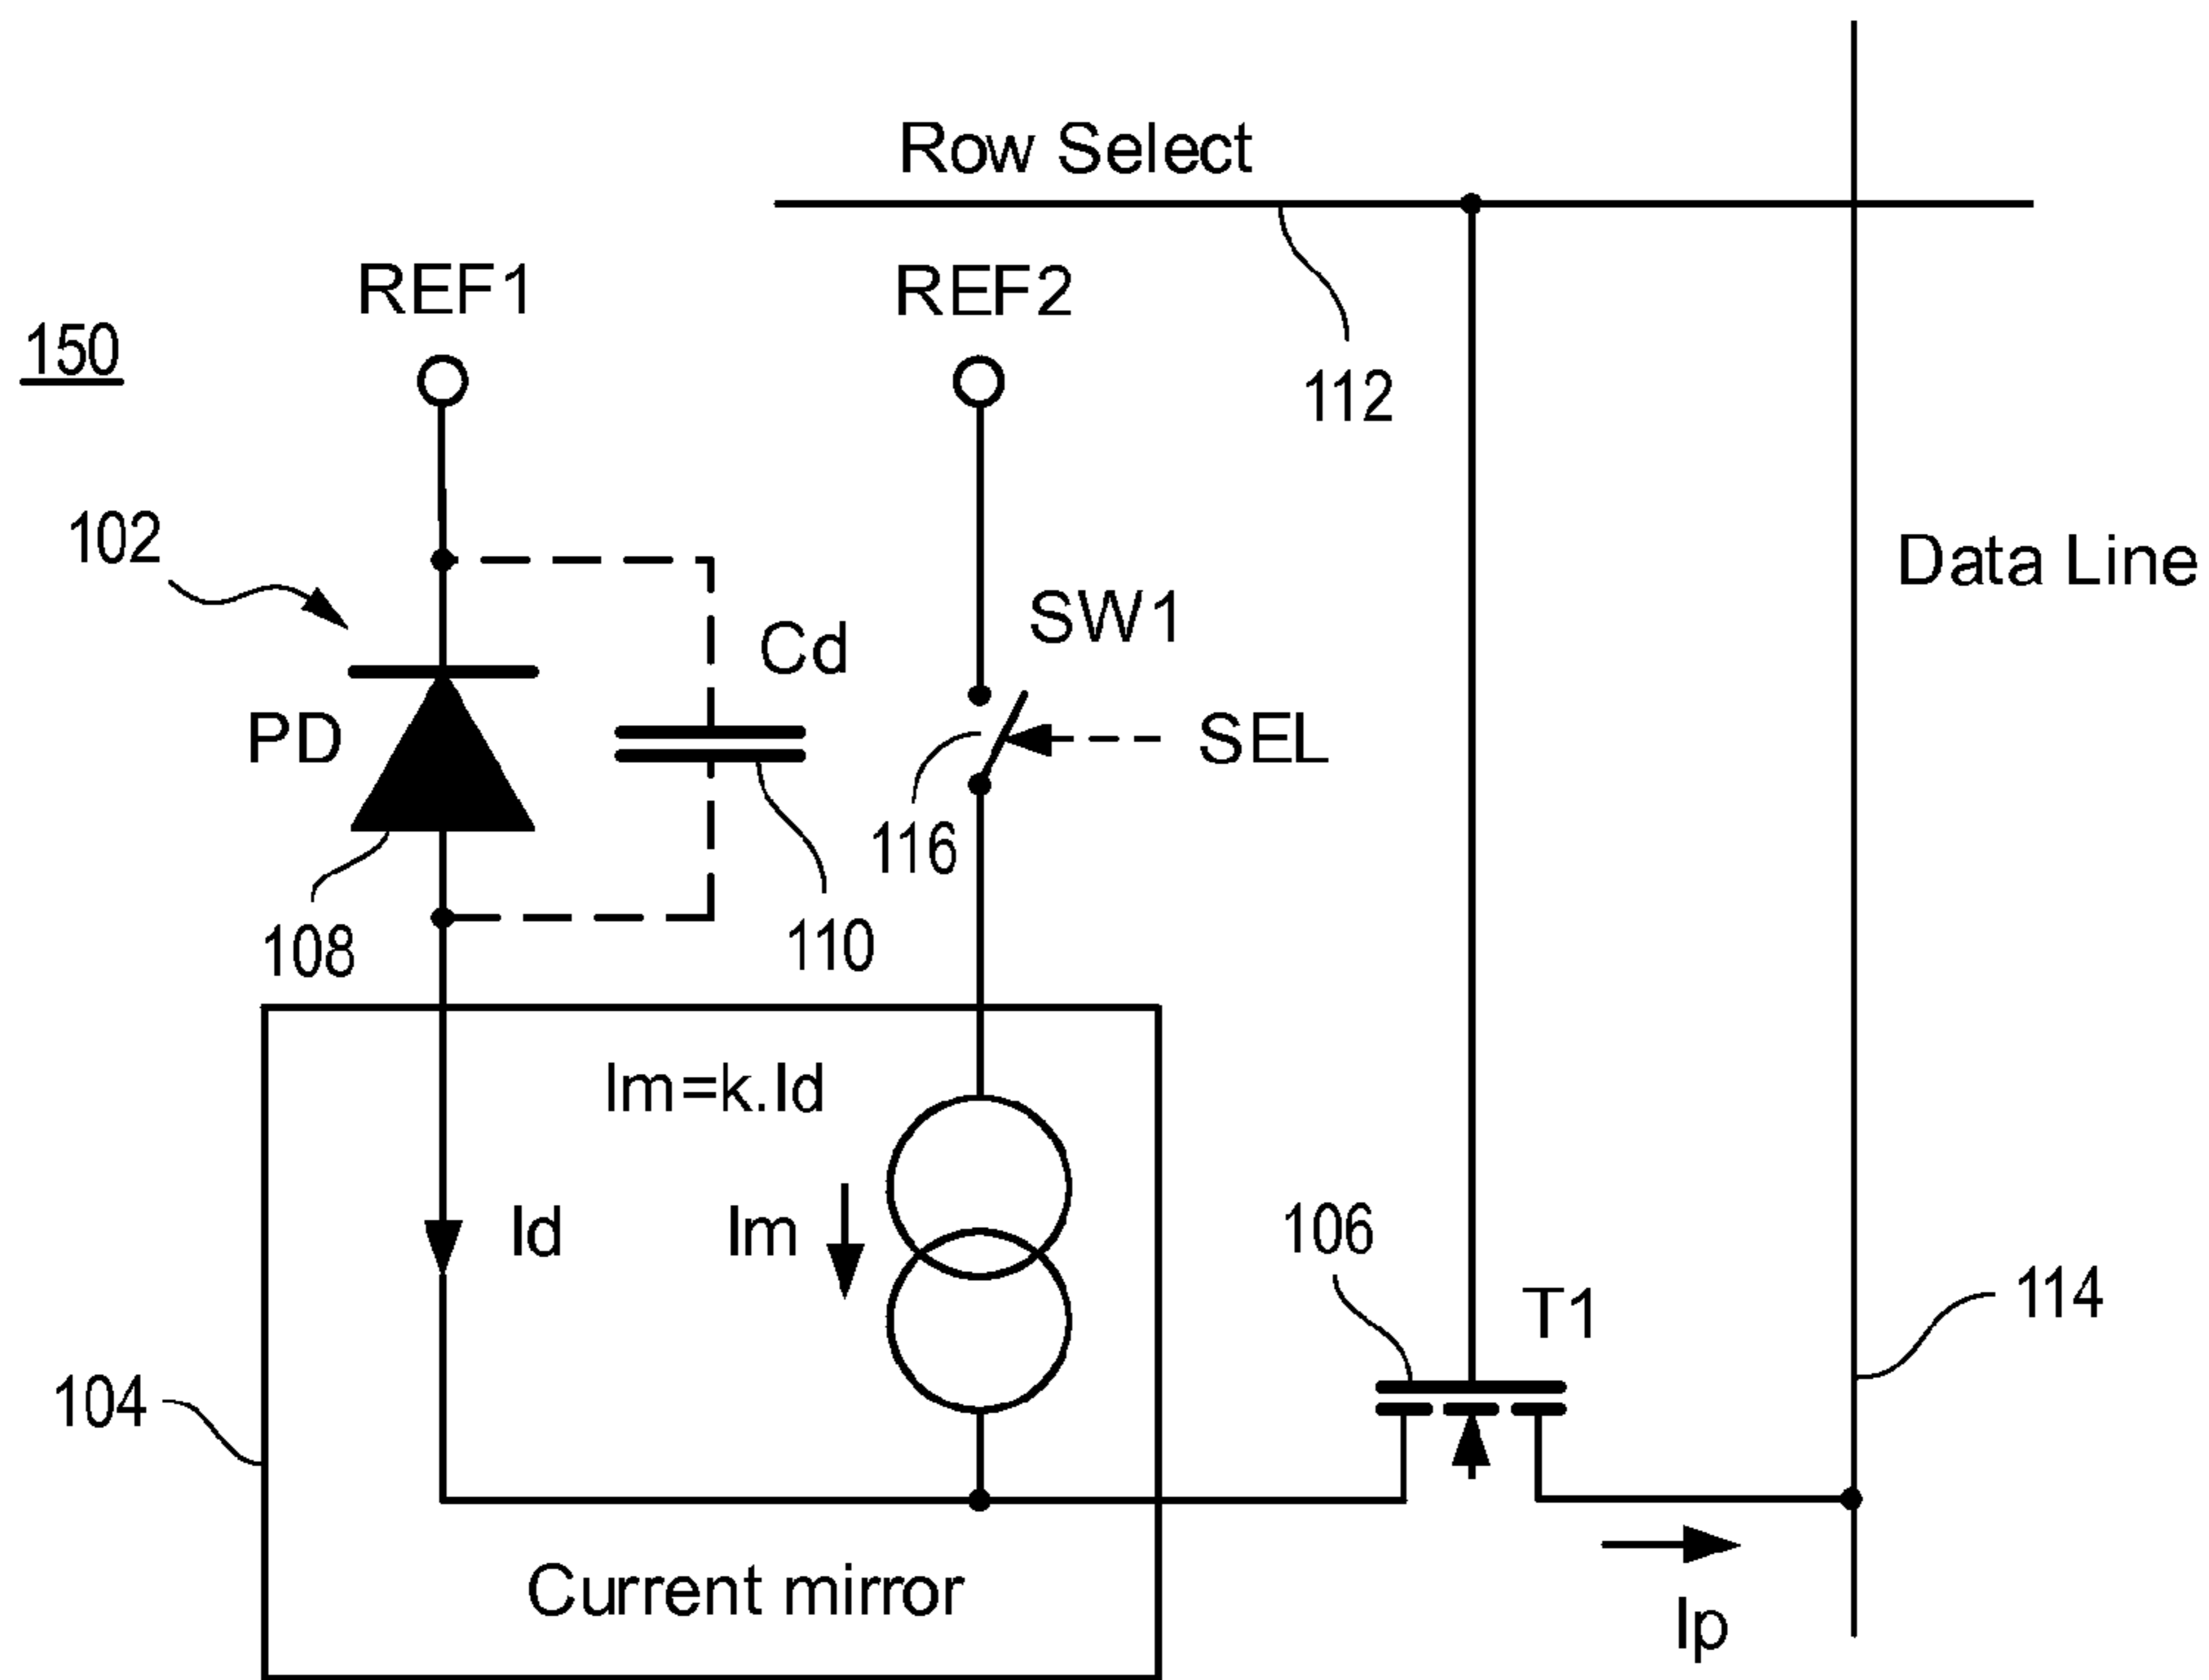 Row Select
REF1
REF2
150
112
102
Data Line
SW1
Cd
PD
SEL
116
108
110
Im=k.Id
Id
Im
106
T1
114
104
Current mirror
Ip